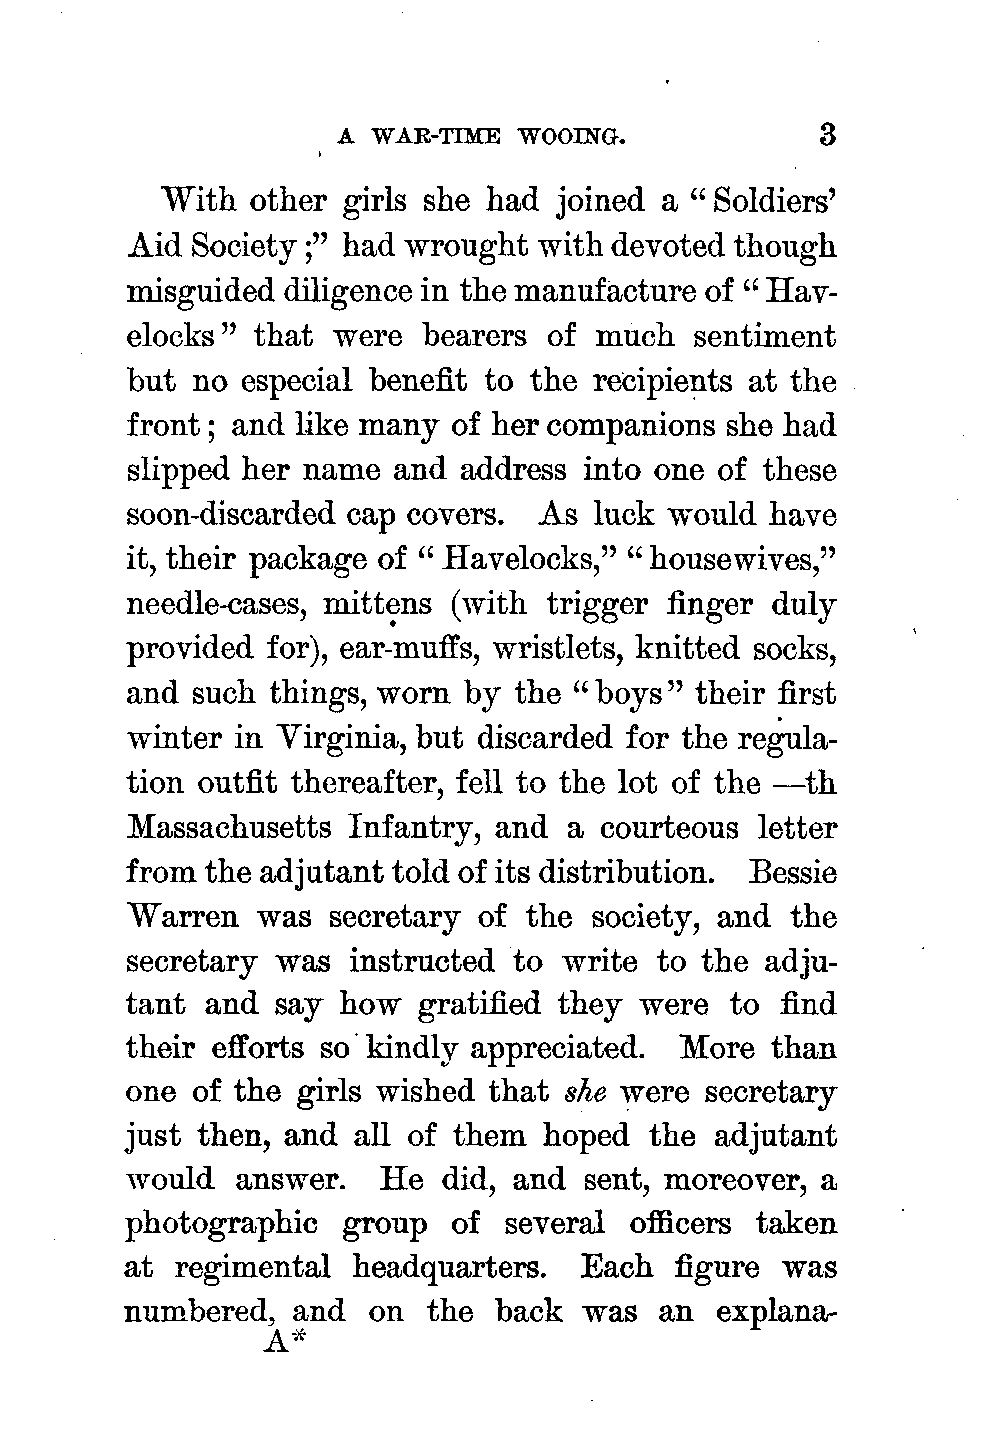 A WAR-TIME WOOING. 3
With other girls she had joined a “ Soldiers’
Aid Society ;” had wrought with devoted though
misguided diligence in the manufacture of “ Hav-
elocks ” that were bearers of much sentiment
but no especial benefit to the recipients at the
front ; and like many of her companions she had
slipped her name and address into one of these
soon-discarded cap covers. As luck would have
it, their package of “ Havelocks,” “ housewives,”
needle-cases, mittens (with trigger finger duly
provided for), ear-muffs, wristlets, knitted socks,
and such things, worn by the “ boys ” their first
winter in Virginia, but discarded for the regula-
tion outfit thereafter, fell to the lot of the —th
Massachusetts Infantry, and a courteous letter
from the adjutant told of its distribution. Bessie
Warren was secretary of the society, and the
secretary was instructed to write to the adju-
tant and say how gratified they were to find
their efforts so kindly appreciated. More than
one of the girls wished that she were secretary
just then, and all of them hoped the adjutant
would answer. He did, and sent, moreover, a
photographic group of several officers taken
at regimental headquarters. Each figure was
numbered, and on the back was an explana-
A*